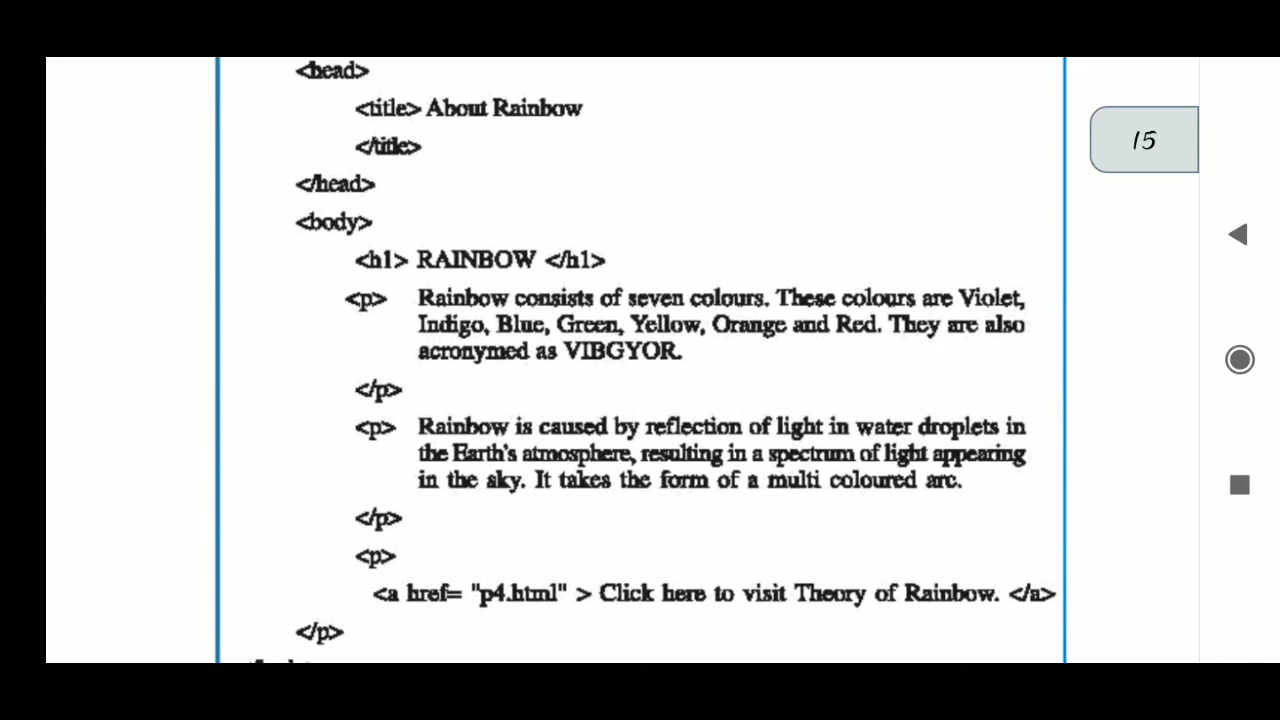 <head>
<title> About Rainbow
</title>
</head>
<body>
<h1> RAINBOW </h1>
<p> Rainbow consists of seven colours. These colours are Violet,
Indigo, Blue, Green, Yellow, Orange and Red. They are also
acronymed as VIBGYOR.
</p>
<p> Rainbow is caused by reflection of light in water droplets in
the Earth's atmosphere, resulting in a spectrum of light appearing
in the sky. It takes the form of a multi coloured arc.
</p>
<p>
<a href= "p4.html" > Click here to visit Theory of Rainbow. </a>
</p>
15